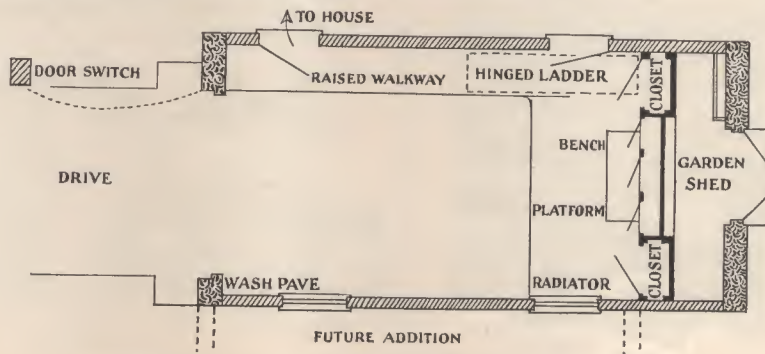 TO HOUSE
DOOR SWITCH
RAISED WALKWAY
HINGED LADDER
CLOSET
BENCH
GARDEN
SHED
DRIVE
PLATFORM
CLOSET
WASH PAVE
RADIATOR
FUTURE ADDITION